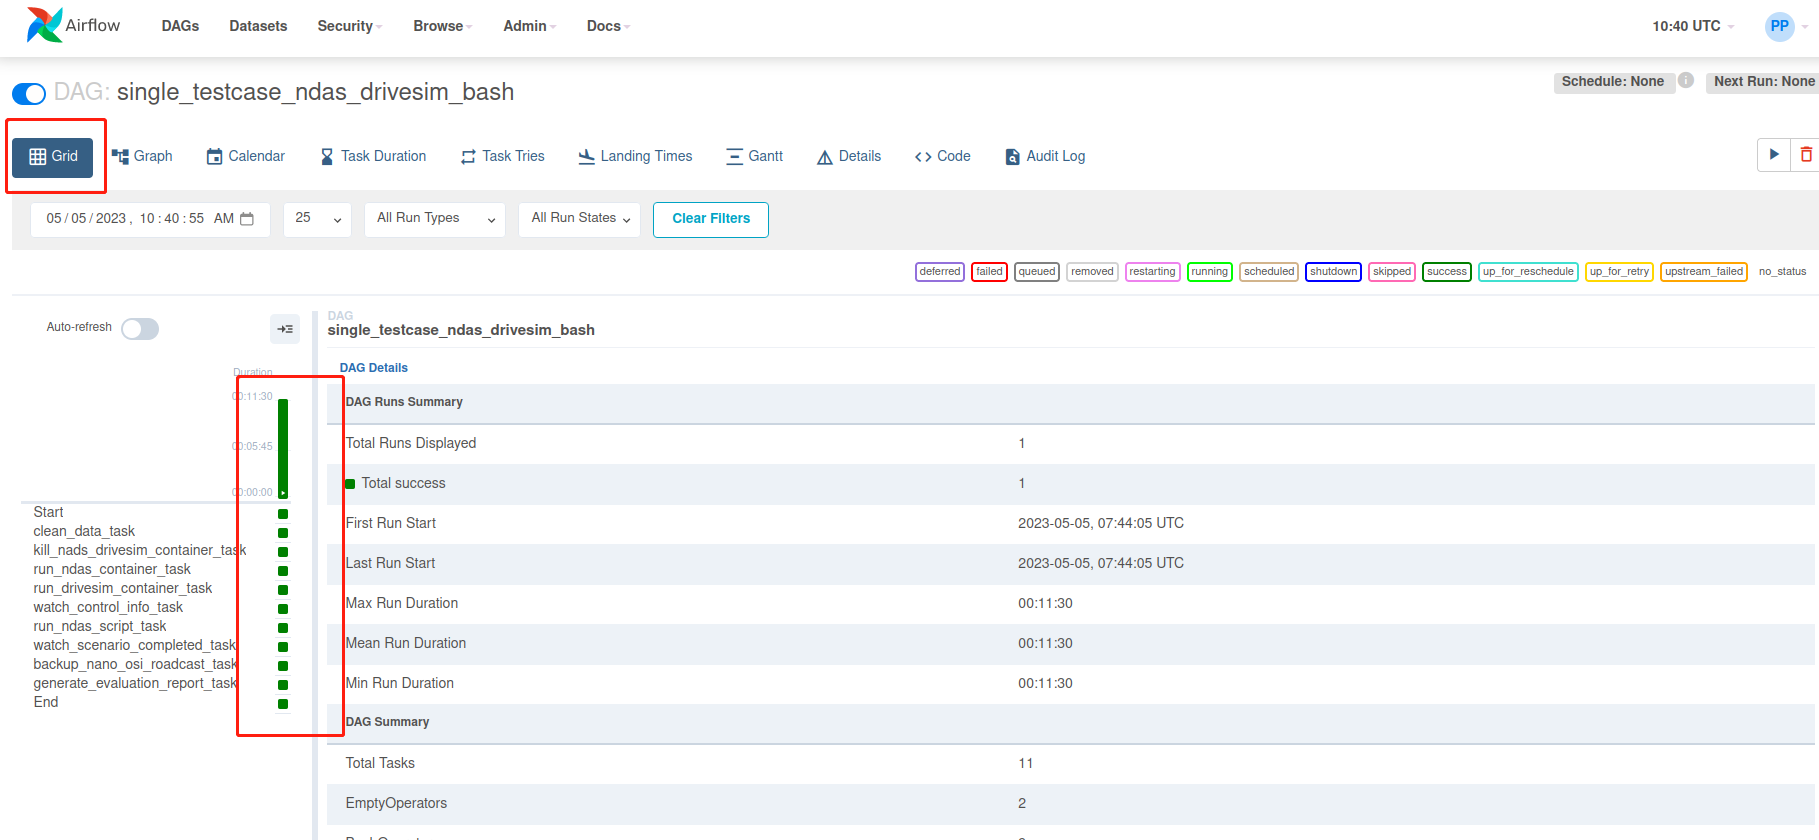 Airflow DAGs Datasets Security Browse Admin Docs 10:40 UTC PP
DAG: single_testcase_ndas_drivesim_bash
Schedule: None Next Run: None
Grid Graph Calendar Task Duration Task Tries Landing Times Gantt Details Code Audit Log
05/05/2023, 10:40:55 AM 25 All Run Types All Run States Clear Filters
deferred failed queued removed restarting running scheduled shutdown skipped success up_for_reschedule up_for_retry upstream_failed no_status
Auto-refresh
Duration
00:11:30
00:05:45
00:00:00
Start
clean_data_task
kill_nads_drivesim_container_task
run_ndas_container_task
run_drivesim_container_task
watch_control_info_task
run_ndas_script_task
watch_scenario_completed_task
backup_nano_osi_roadcast_task
generate_evaluation_report_task
End
DAG
single_testcase_ndas_drivesim_bash
DAG Details
DAG Runs Summary
Total Runs Displayed 1
Total success 1
First Run Start 2023-05-05, 07:44:05 UTC
Last Run Start 2023-05-05, 07:44:05 UTC
Max Run Duration 00:11:30
Mean Run Duration 00:11:30
Min Run Duration 00:11:30
DAG Summary
Total Tasks 11
EmptyOperators 2